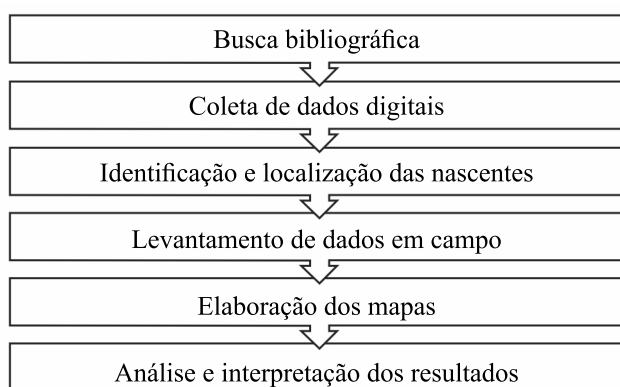 Busca bibliográfica
Coleta de dados digitais
Identificação e localização das nascentes
Levantamento de dados em campo
Elaboração dos mapas
Análise e interpretação dos resultados